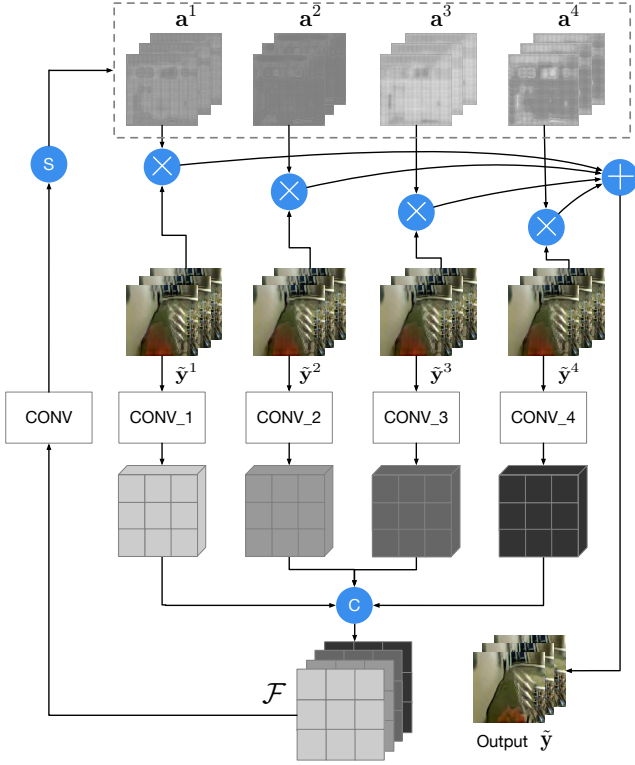 a¹ a² a³ a⁴
S
ỹ¹ ỹ² ỹ³ ỹ⁴
CONV CONV_1 CONV_2 CONV_3 CONV_4
C
ℱ
Output ỹ